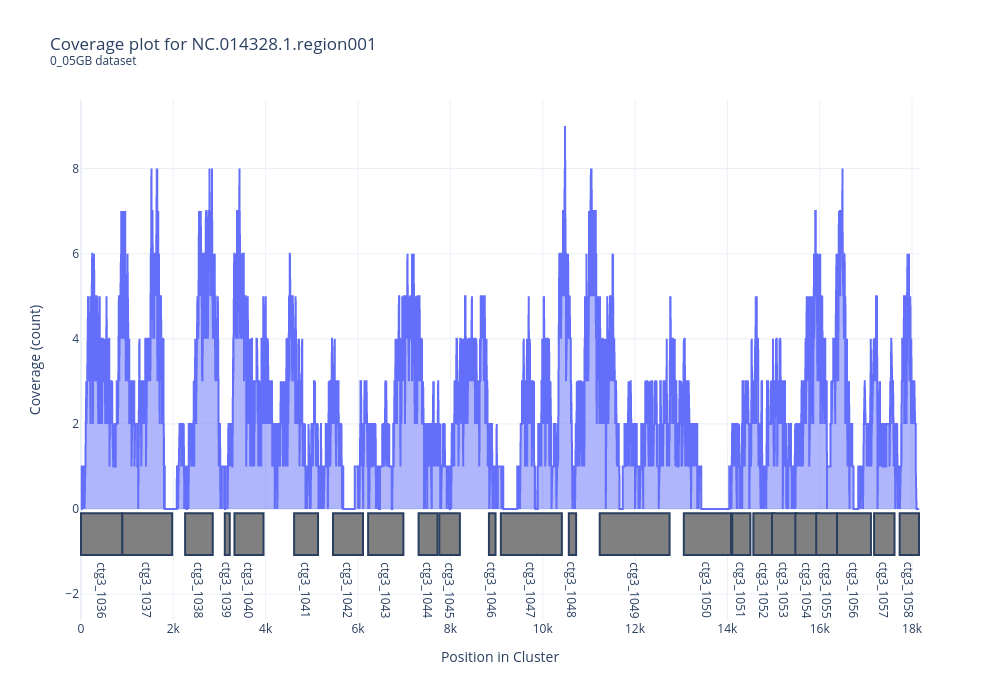 Coverage plot for NC.014328.1.region001
0_05GB dataset
Coverage (count)
8
6
4
2
0
−2
ctg3_1036
ctg3_1037
ctg3_1038
ctg3_1039
ctg3_1040
ctg3_1041
ctg3_1042
ctg3_1043
ctg3_1044
ctg3_1045
ctg3_1046
ctg3_1047
ctg3_1048
ctg3_1049
ctg3_1050
ctg3_1051
ctg3_1052
ctg3_1053
ctg3_1054
ctg3_1055
ctg3_1056
ctg3_1057
ctg3_1058
0 2k 4k 6k 8k 10k 12k 14k 16k 18k
Position in Cluster